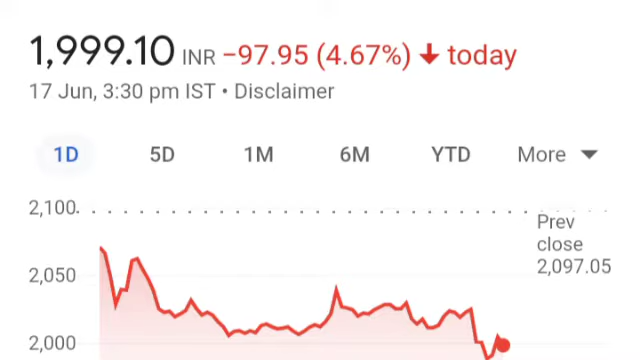 1,999.10 INR −97.95 (4.67%) ↓ today
17 Jun, 3:30 pm IST • Disclaimer
1D 5D 1M 6M YTD More
2,100
Prev
close
2,097.05
2,050
2,000